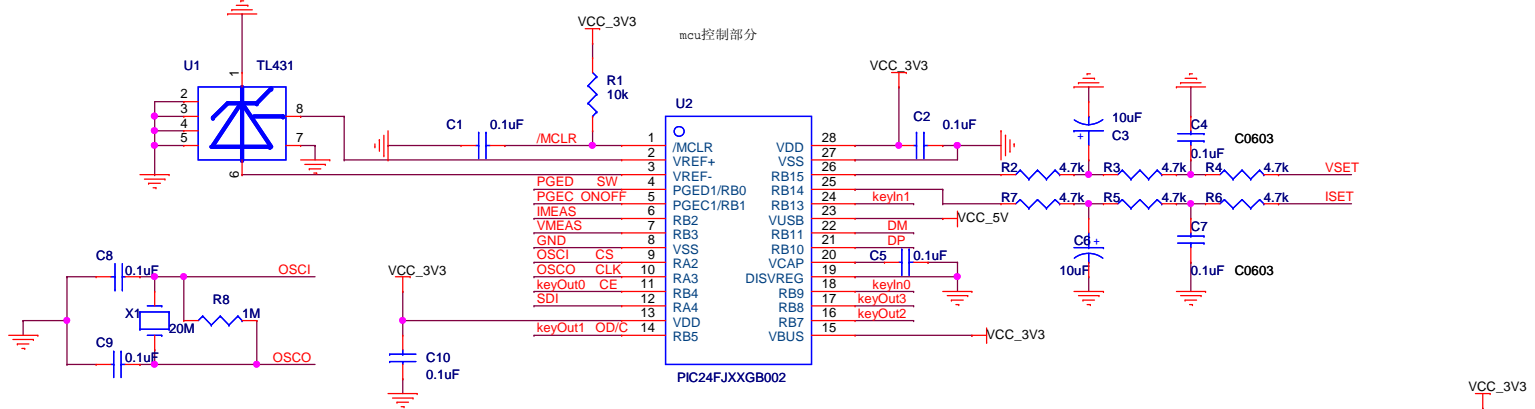 VCC_3V3
mcu控制部分
U1
TL431
1
2
3
4
5
8
7
6
R1
10k
C1
0.1uF
/MCLR
U2
VCC_3V3
C2
0.1uF
10uF
C3
C4
0.1uF
C0603
1 /MCLR VDD 28
2 VREF+ VSS 27
3 VREF- RB15 26
PGED SW 4 PGED1/RB0 RB14 25
PGEC ONOFF 5 PGEC1/RB1 RB13 24 keyIn1
IMEAS 6 RB2 VUSB 23 VCC_5V
VMEAS 7 RB3 RB11 22 DM
GND 8 VSS RB10 21 DP
OSCI CS 9 RA2 VCAP 20
OSCO CLK 10 RA3 DISVREG 19
keyOut0 CE 11 RB4 RB9 18 keyIn0
SDI 12 RA4 RB8 17 keyOut3
13 VDD RB7 16 keyOut2
keyOut1 OD/C 14 RB5 VBUS 15 VCC_3V3
PIC24FJXXGB002
R2 4.7k R3 4.7k R4 4.7k VSET
R7 4.7k R5 4.7k R6 4.7k ISET
C6
10uF
C7
0.1uF
C0603
C5
0.1uF
C8
0.1uF
OSCI
X1
20M
R8
1M
C9
0.1uF
OSCO
VCC_3V3
C10
0.1uF
VCC_3V3